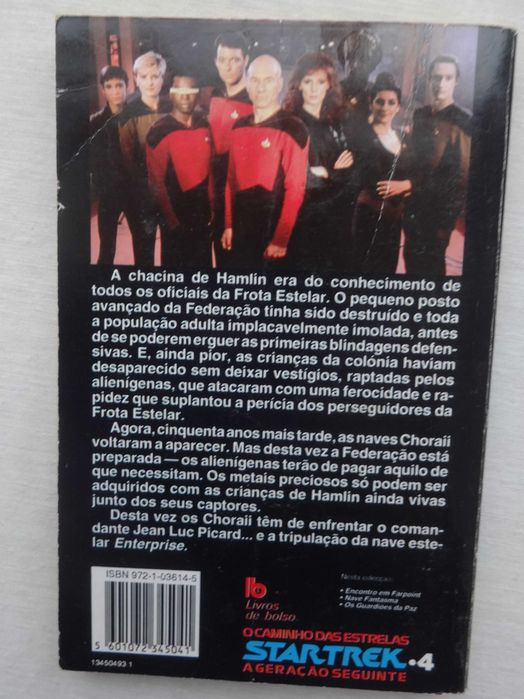 A chacina de Hamlin era do conhecimento de
todos os oficiais da Frota Estelar. O pequeno posto
avançado da Federação tinha sido destruído e toda
a população adulta implacavelmente imolada, antes
de se poderem erguer as primeiras blindagens defen-
sivas. E, ainda pior, as crianças da colónia haviam
desaparecido sem deixar vestígios, raptadas pelos
alienígenas, que atacaram com uma ferocidade e ra-
pidez que suplantou a perícia dos perseguidores da
Frota Estelar.
Agora, cinquenta anos mais tarde, as naves Choraii
voltaram a aparecer. Mas desta vez a Federação está
preparada — os alienígenas terão de pagar aquilo de
que necessitam. Os metais preciosos só podem ser
adquiridos com as crianças de Hamlin ainda vivas
junto dos seus captores.
Desta vez os Choraii têm de enfrentar o coman-
dante Jean Luc Picard... e a tripulação da nave este-
lar Enterprise.
ISBN 972-1-03614-5
5 601072 345041
13450493 1
lb
Livros
de bolso
Nesta colecção:
• Encontro em Farpoint
• Nave Fantasma
• Os Guardiões da Paz
O CAMINHO DAS ESTRELAS
STAR TREK •4
A GERAÇÃO SEGUINTE